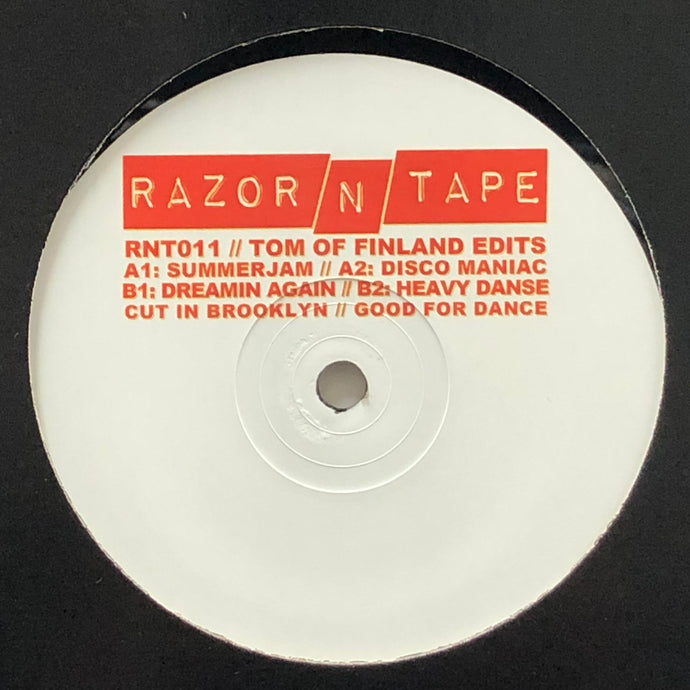 RAZOR N TAPE
RNT011 // TOM OF FINLAND EDITS
A1: SUMMERJAM // A2: DISCO MANIAC
B1: DREAMIN AGAIN // B2: HEAVY DANSE
CUT IN BROOKLYN // GOOD FOR DANCE